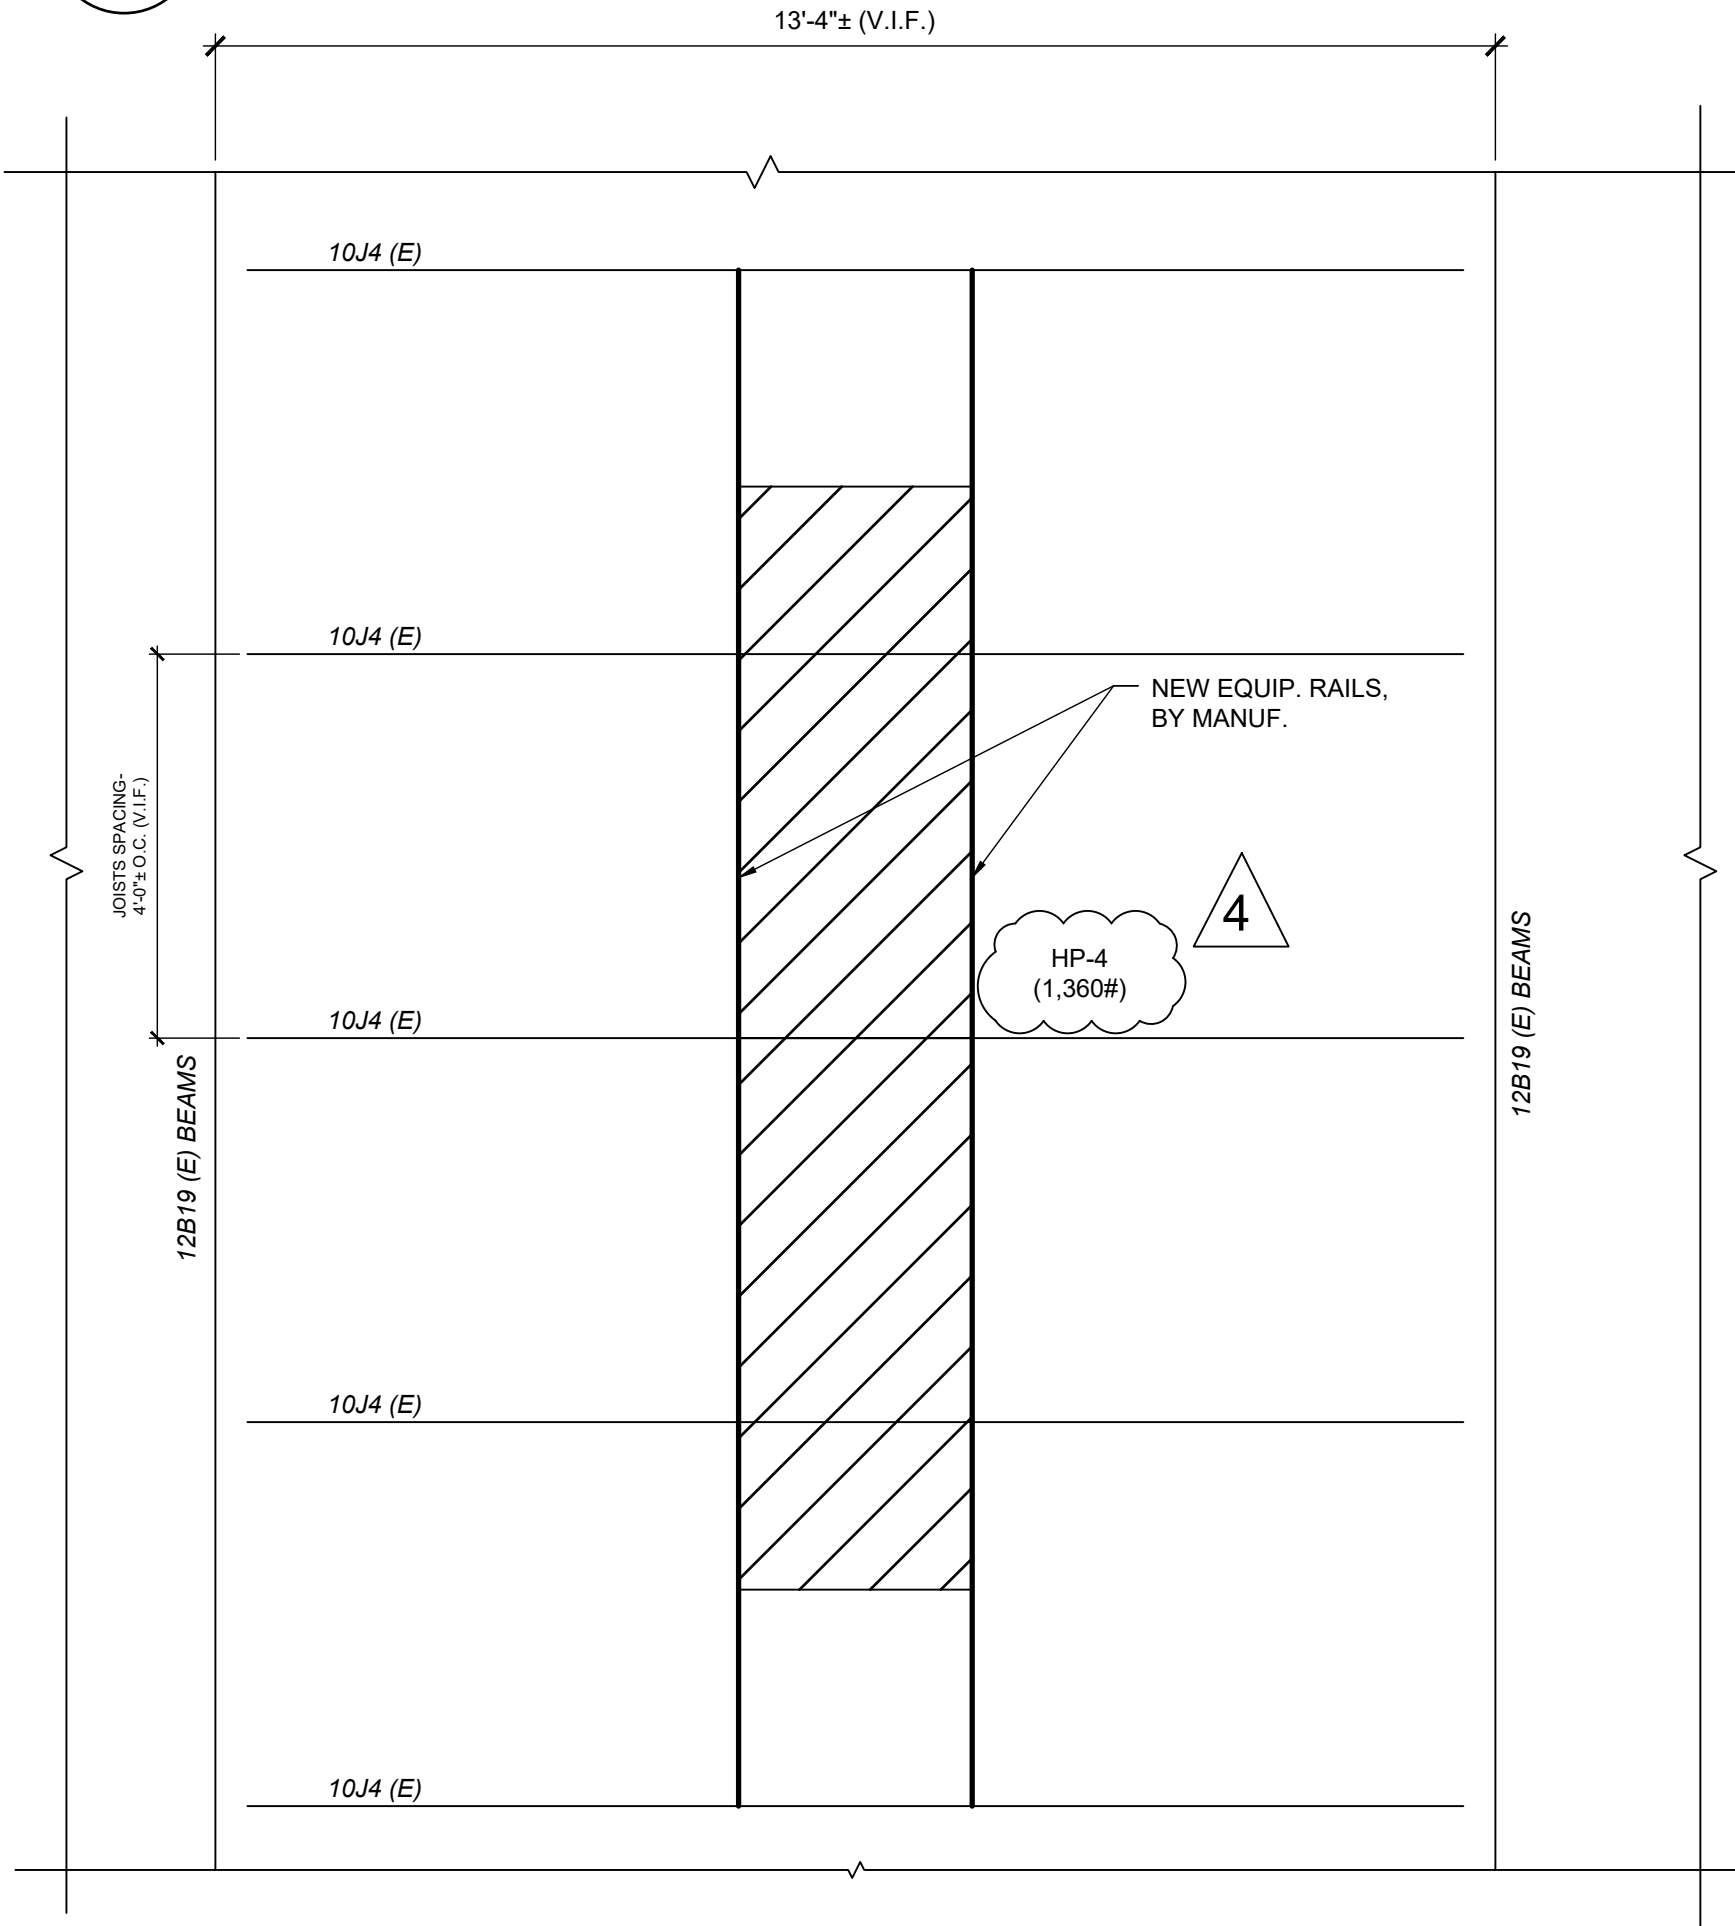 13'-4"± (V.I.F.)
10J4 (E)
10J4 (E)
NEW EQUIP. RAILS,
BY MANUF.
JOISTS SPACING-
4'-0"± O.C. (V.I.F.)
4
HP-4
(1,360#)
12B19 (E) BEAMS
10J4 (E)
12B19 (E) BEAMS
10J4 (E)
10J4 (E)